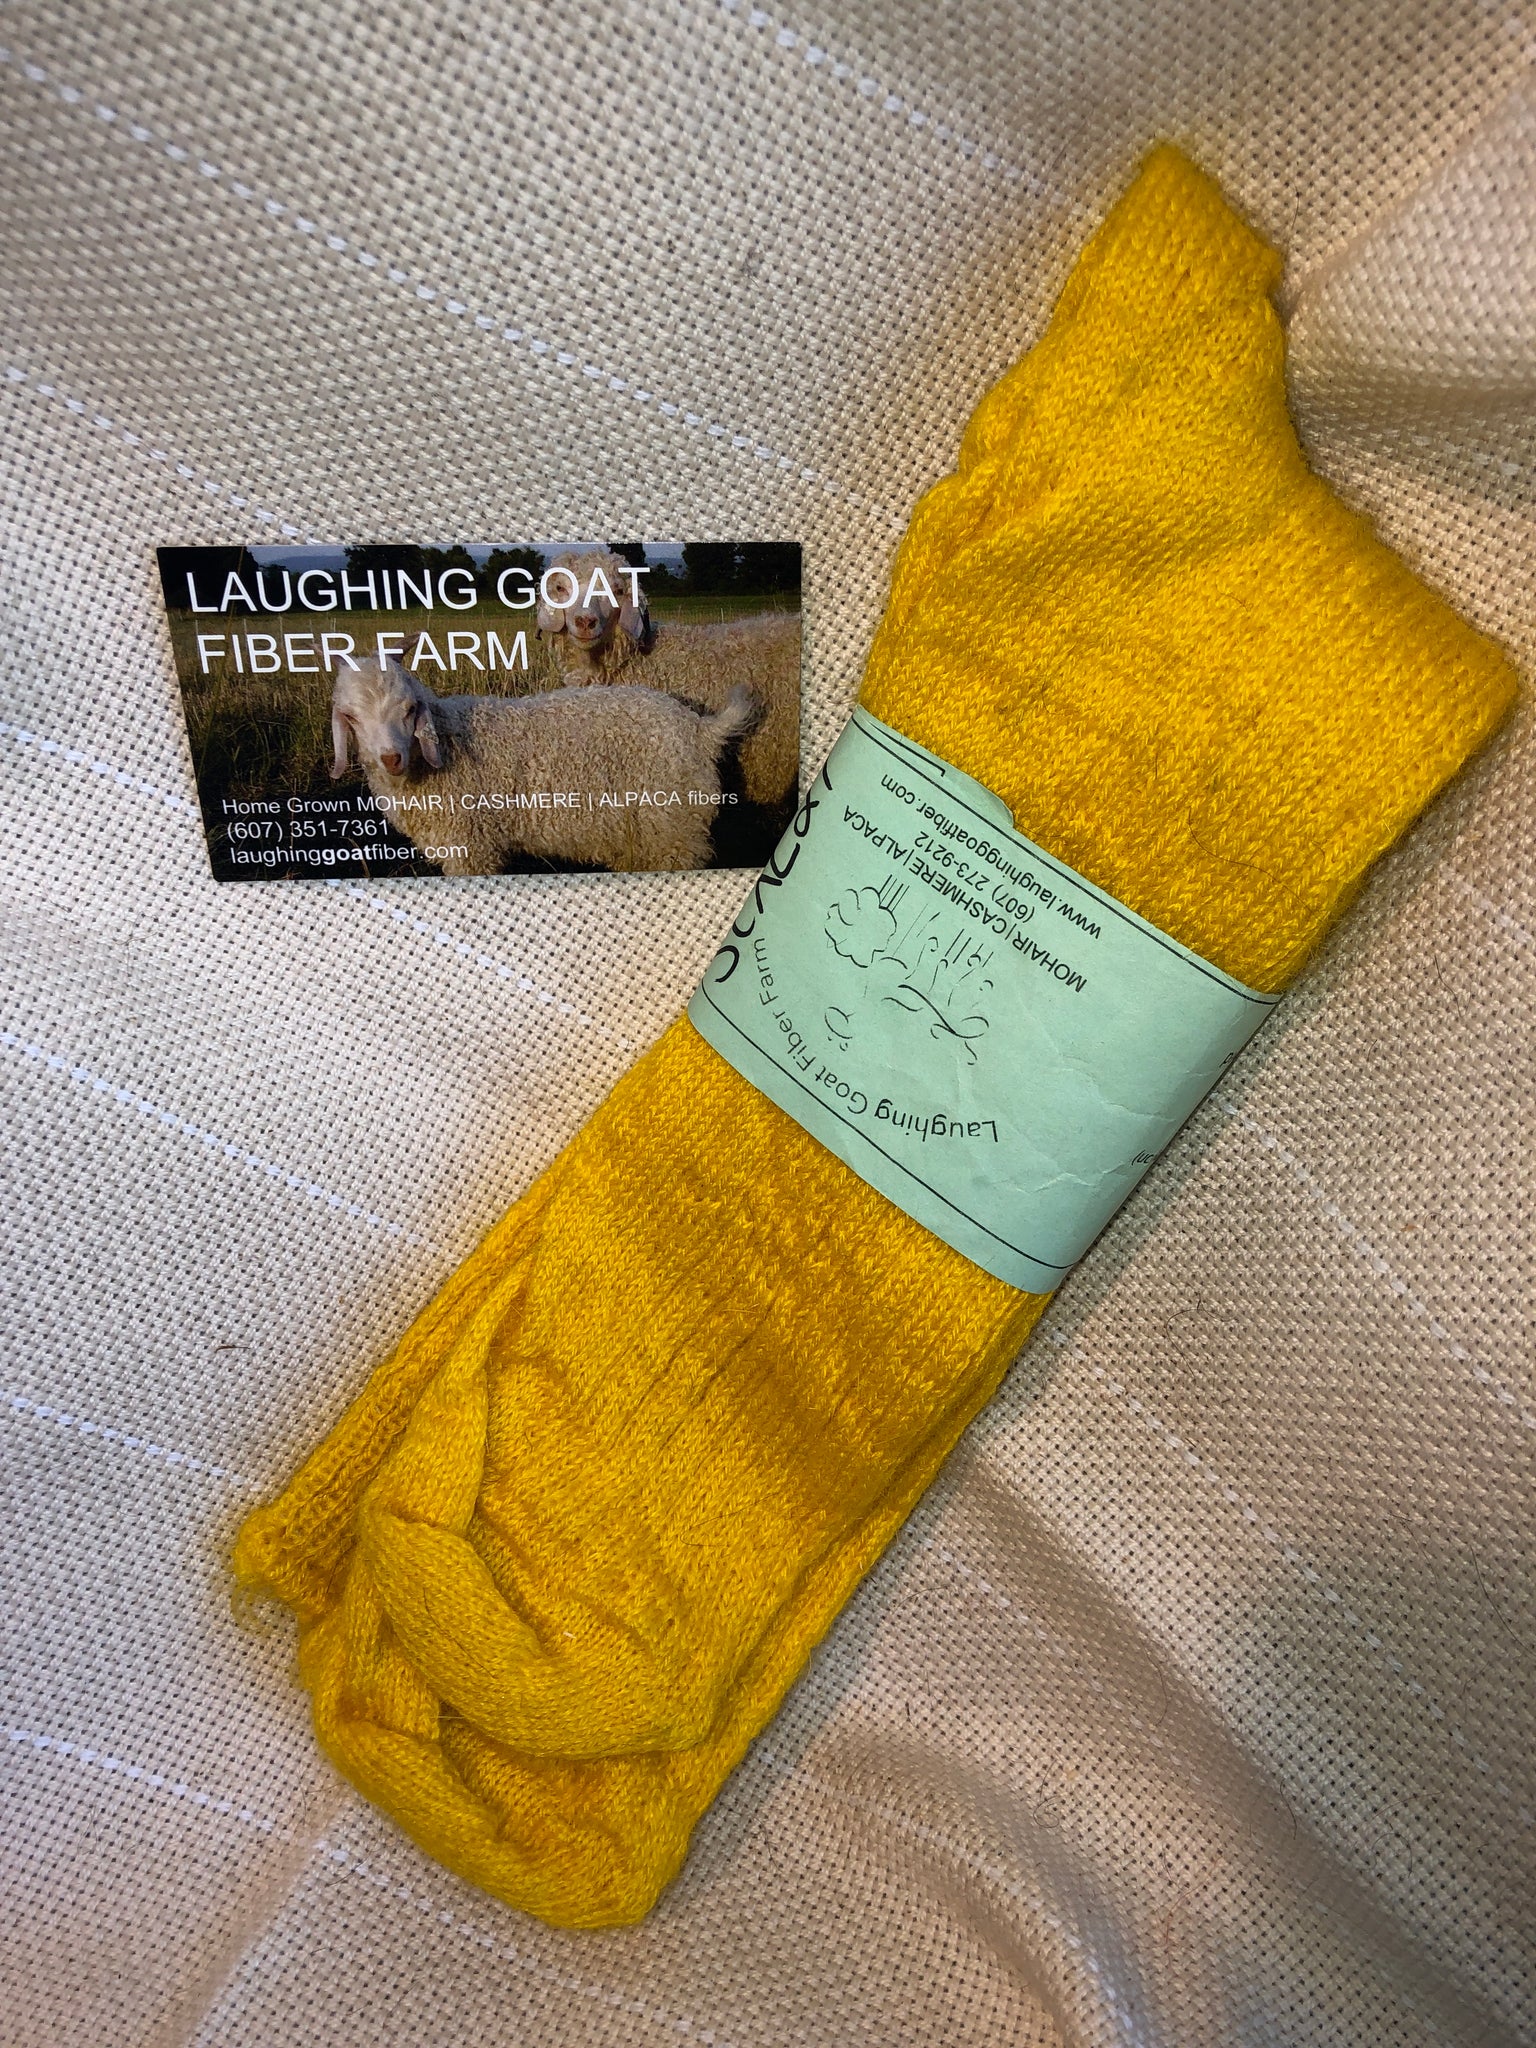 LAUGHING GOAT
FIBER FARM
Home Grown MOHAIR | CASHMERE | ALPACA fibers
(607) 351-7361
laughinggoatfiber.com
Laughing Goat Fiber Farm
MOHAIR|CASHMERE|ALPACA
(607) 273-9212
www.laughinggoatfiber.com